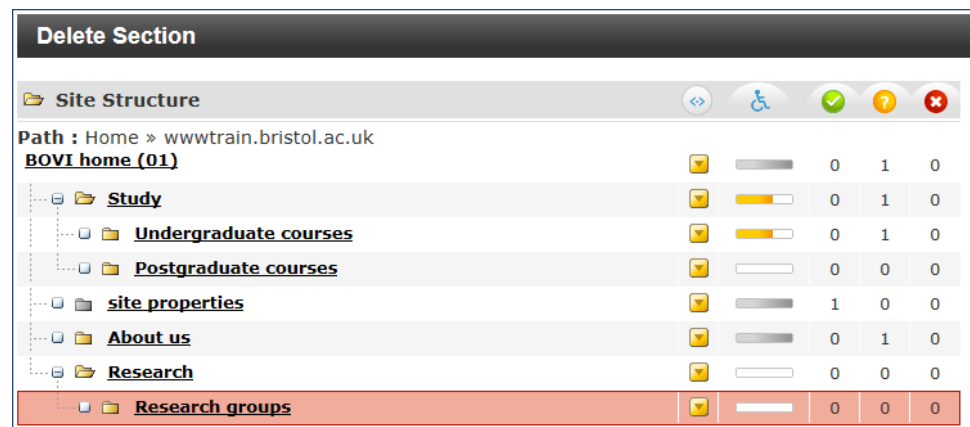 Delete Section
Site Structure
Path : Home » wwwtrain.bristol.ac.uk
BOVI home (01) 0 1 0
Study 0 1 0
Undergraduate courses 0 1 0
Postgraduate courses 0 0 0
site properties 1 0 0
About us 0 1 0
Research 0 0 0
Research groups 0 0 0